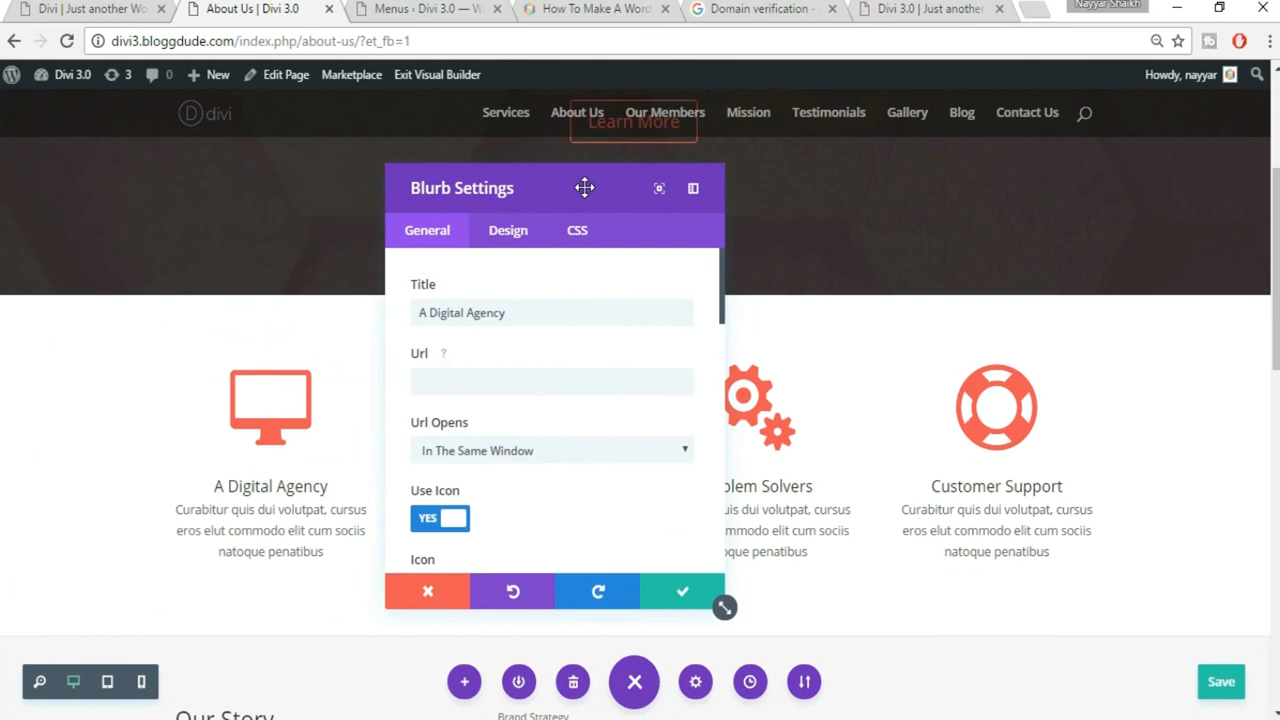 Divi | Just another Wo
About Us | Divi 3.0
Menus ‹ Divi 3.0 — W
How To Make A Word
Domain verification -
Divi 3.0 | Just another
Nayyar Shaikh
divi3.bloggdude.com/index.php/about-us/?et_fb=1
Divi 3.0
3
0
New
Edit Page
Marketplace
Exit Visual Builder
Howdy, nayyar
D divi
Services
About Us
Our Members
Mission
Testimonials
Gallery
Blog
Contact Us
Learn More
Blurb Settings
General
Design
CSS
Title
A Digital Agency
Url ?
Url Opens
In The Same Window
Use Icon
YES
Icon
A Digital Agency
Curabitur quis dui volutpat, cursus
eros elut commodo elit cum sociis
natoque penatibus
blem Solvers
uis dui volutpat, cursus
mmodo elit cum sociis
que penatibus
Customer Support
Curabitur quis dui volutpat, cursus
eros elut commodo elit cum sociis
natoque penatibus
Save
Our Story
Brand Strategy